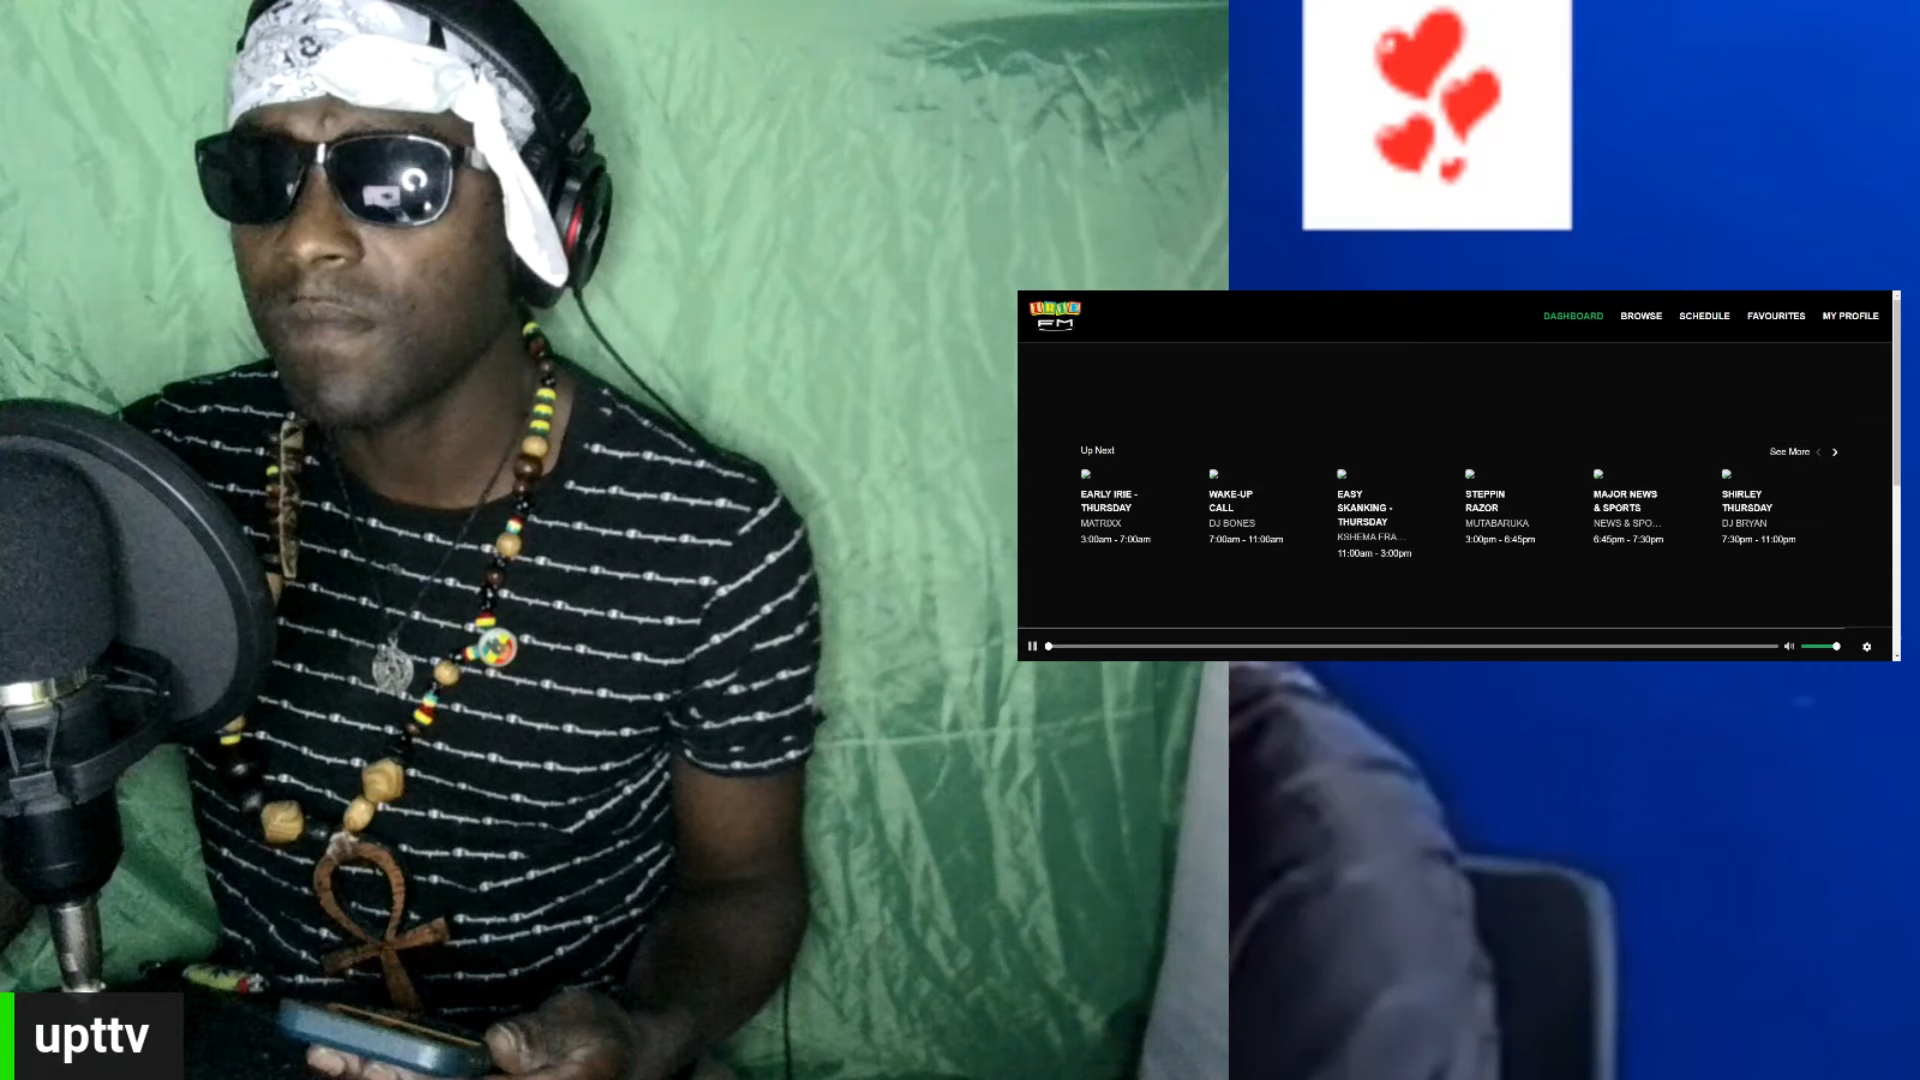 IRIE
FM
DASHBOARD BROWSE SCHEDULE FAVOURITES MY PROFILE
Up Next
See More
EARLY IRIE -
THURSDAY
MATRIXX
3:00am - 7:00am
WAKE-UP
CALL
DJ BONES
7:00am - 11:00am
EASY
SKANKING -
THURSDAY
KSHEMA FRA...
11:00am - 3:00pm
STEPPIN
RAZOR
MUTABARUKA
3:00pm - 6:45pm
MAJOR NEWS
& SPORTS
NEWS & SPO...
6:45pm - 7:30pm
SHIRLEY
THURSDAY
DJ BRYAN
7:30pm - 11:00pm
upttv